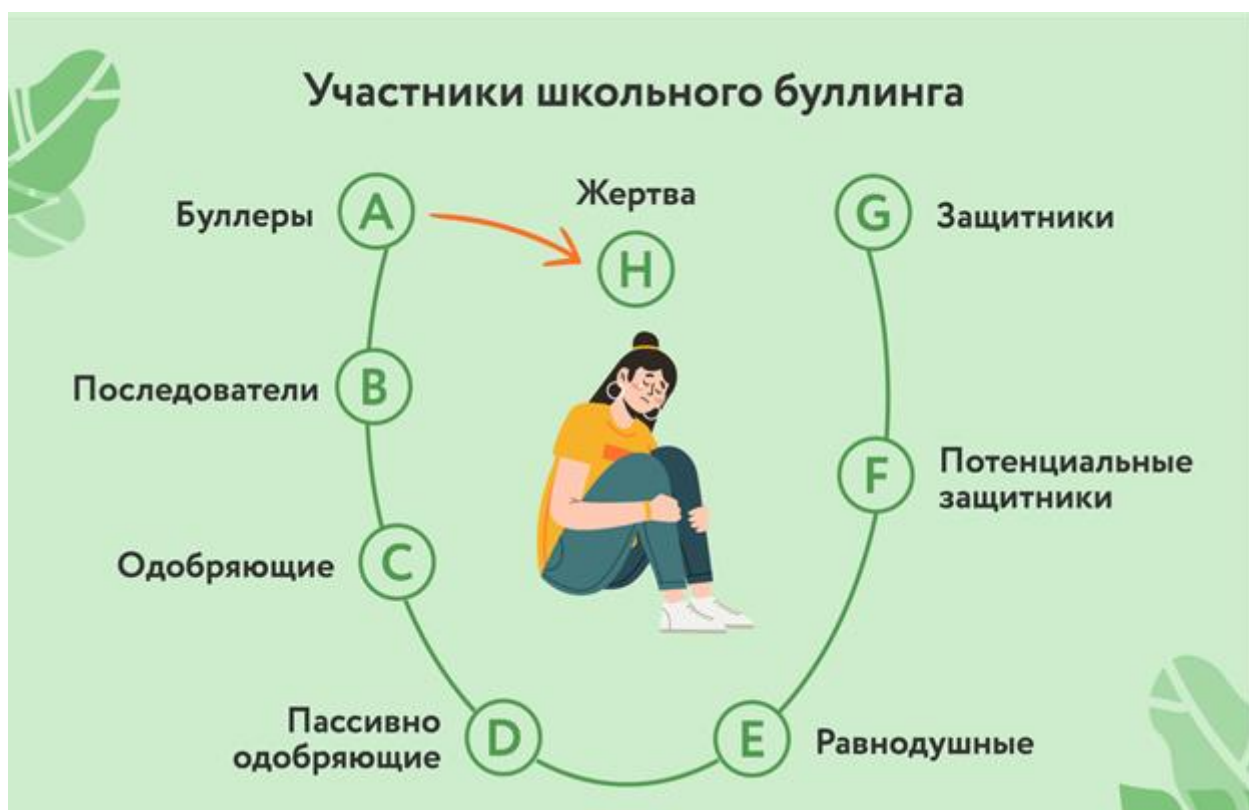 Участники школьного буллинга
Буллеры
A
Жертва
H
G
Защитники
Последователи
B
Одобряющие
C
F
Потенциальные
защитники
Пассивно
одобряющие
D
E
Равнодушные